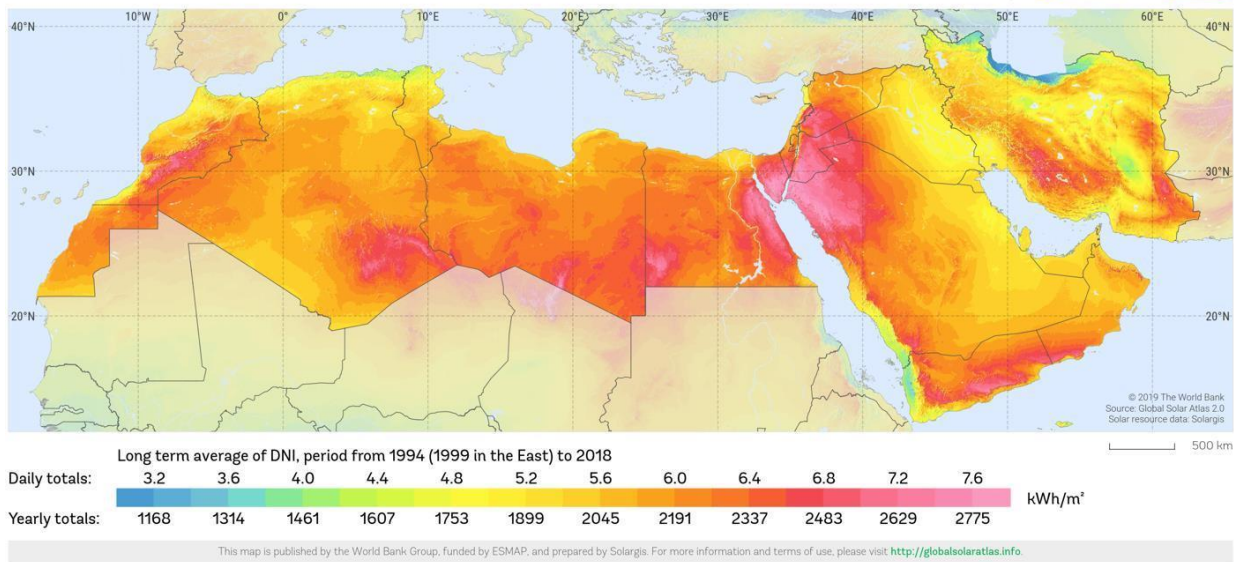 10°W 0° 10°E 20°E 30°E 40°E 50°E 60°E
40°N 40°N
30°N 30°N
20°N 20°N
© 2019 The World Bank
Source: Global Solar Atlas 2.0
Solar resource data: Solargis
500 km
Long term average of DNI, period from 1994 (1999 in the East) to 2018
Daily totals: 3.2 3.6 4.0 4.4 4.8 5.2 5.6 6.0 6.4 6.8 7.2 7.6
kWh/m²
Yearly totals: 1168 1314 1461 1607 1753 1899 2045 2191 2337 2483 2629 2775
This map is published by the World Bank Group, funded by ESMAP, and prepared by Solargis. For more information and terms of use, please visit http://globalsolaratlas.info.